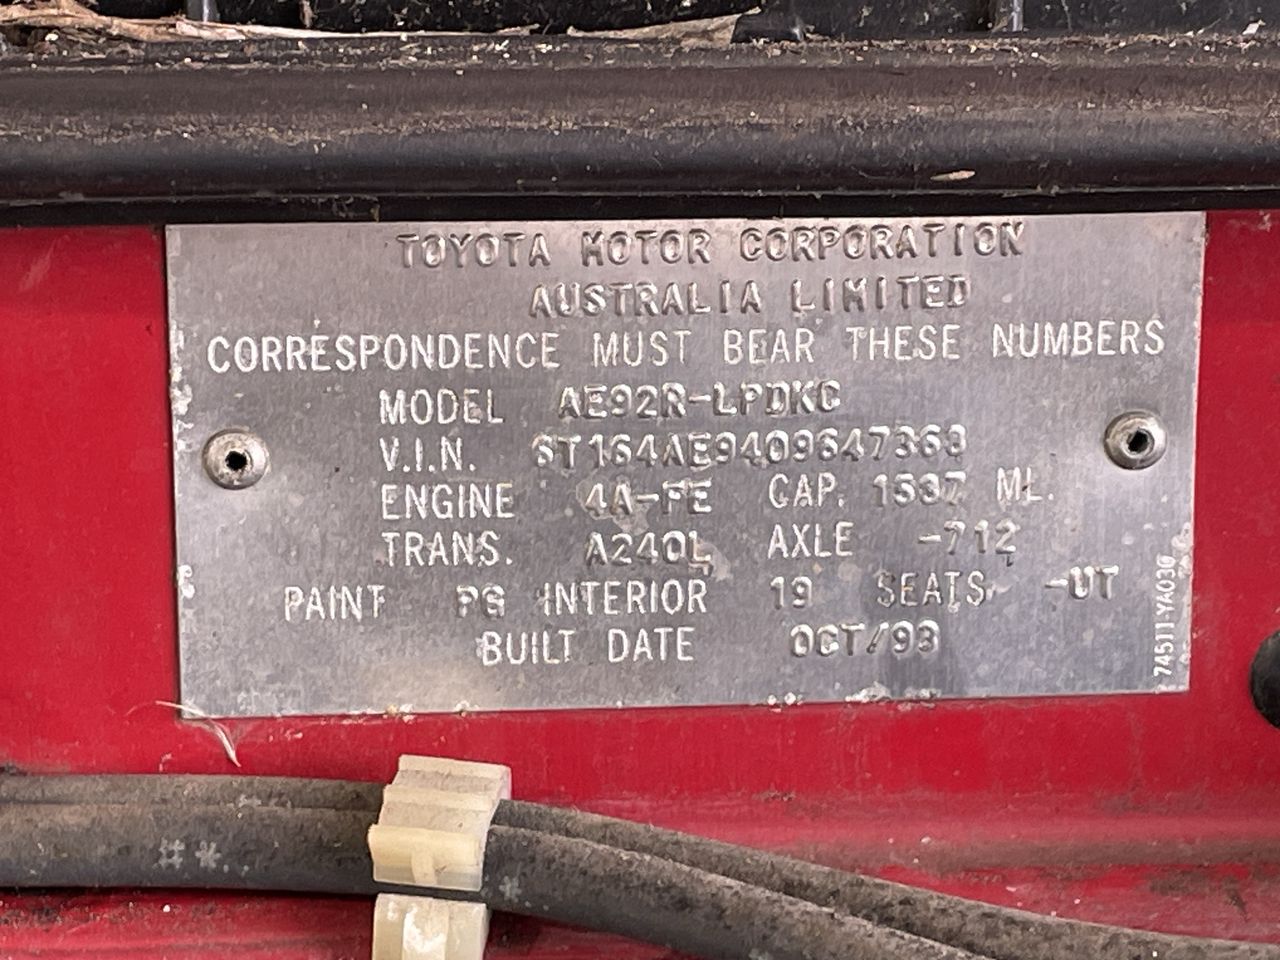 TOYOTA MOTOR CORPORATION
AUSTRALIA LIMITED
CORRESPONDENCE MUST BEAR THESE NUMBERS
MODEL AE92R-LPDKC
V.I.N. 6T164AE9409647363
ENGINE 4A-FE CAP. 1587 ML.
TRANS. A240L AXLE -712
PAINT PG INTERIOR 19 SEATS -UT
BUILT DATE OCT/93
74511-YA030